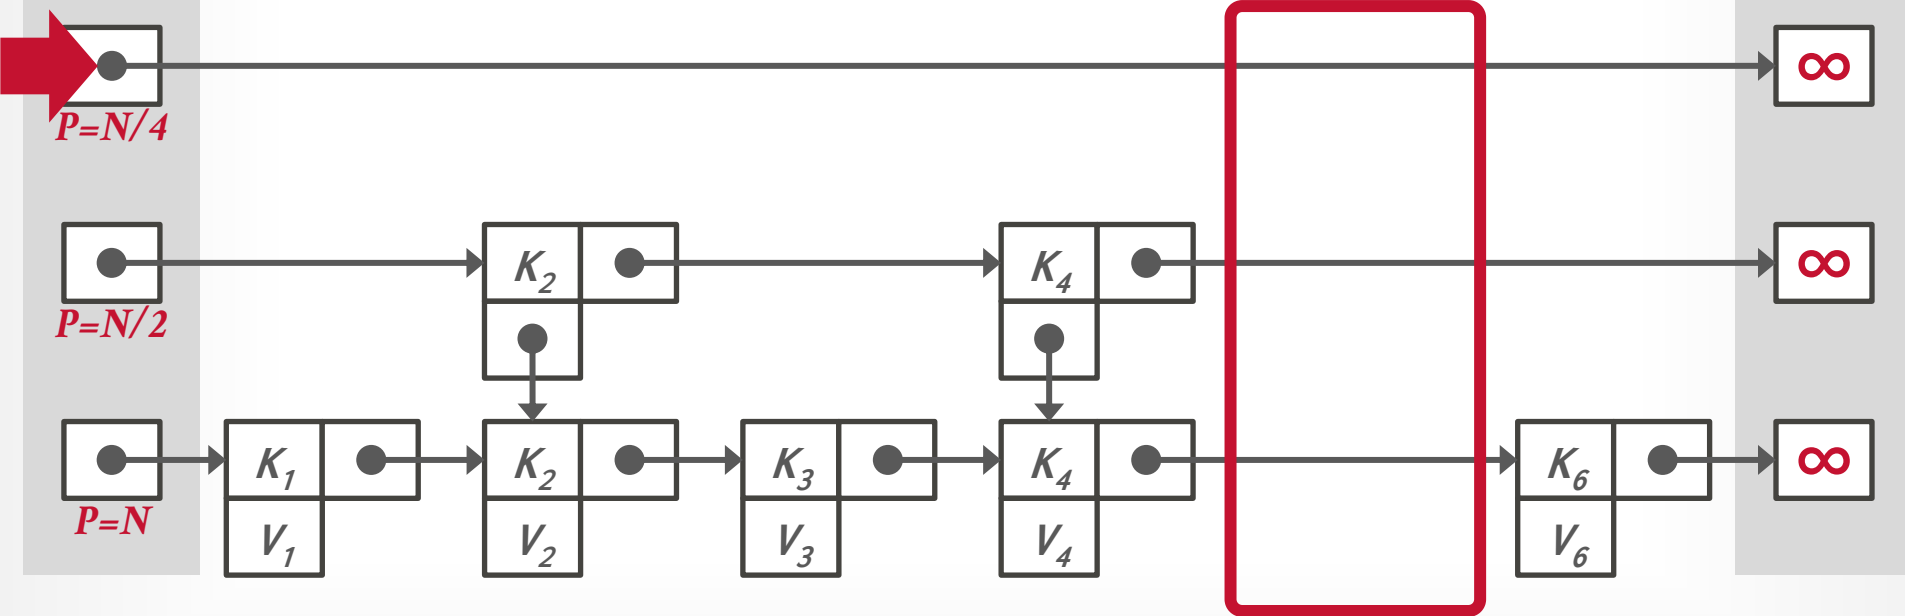 ∞
P=N/4
K₂ K₄ ∞
P=N/2
K₁ K₂ K₃ K₄ K₆ ∞
P=N
V₁ V₂ V₃ V₄ V₆